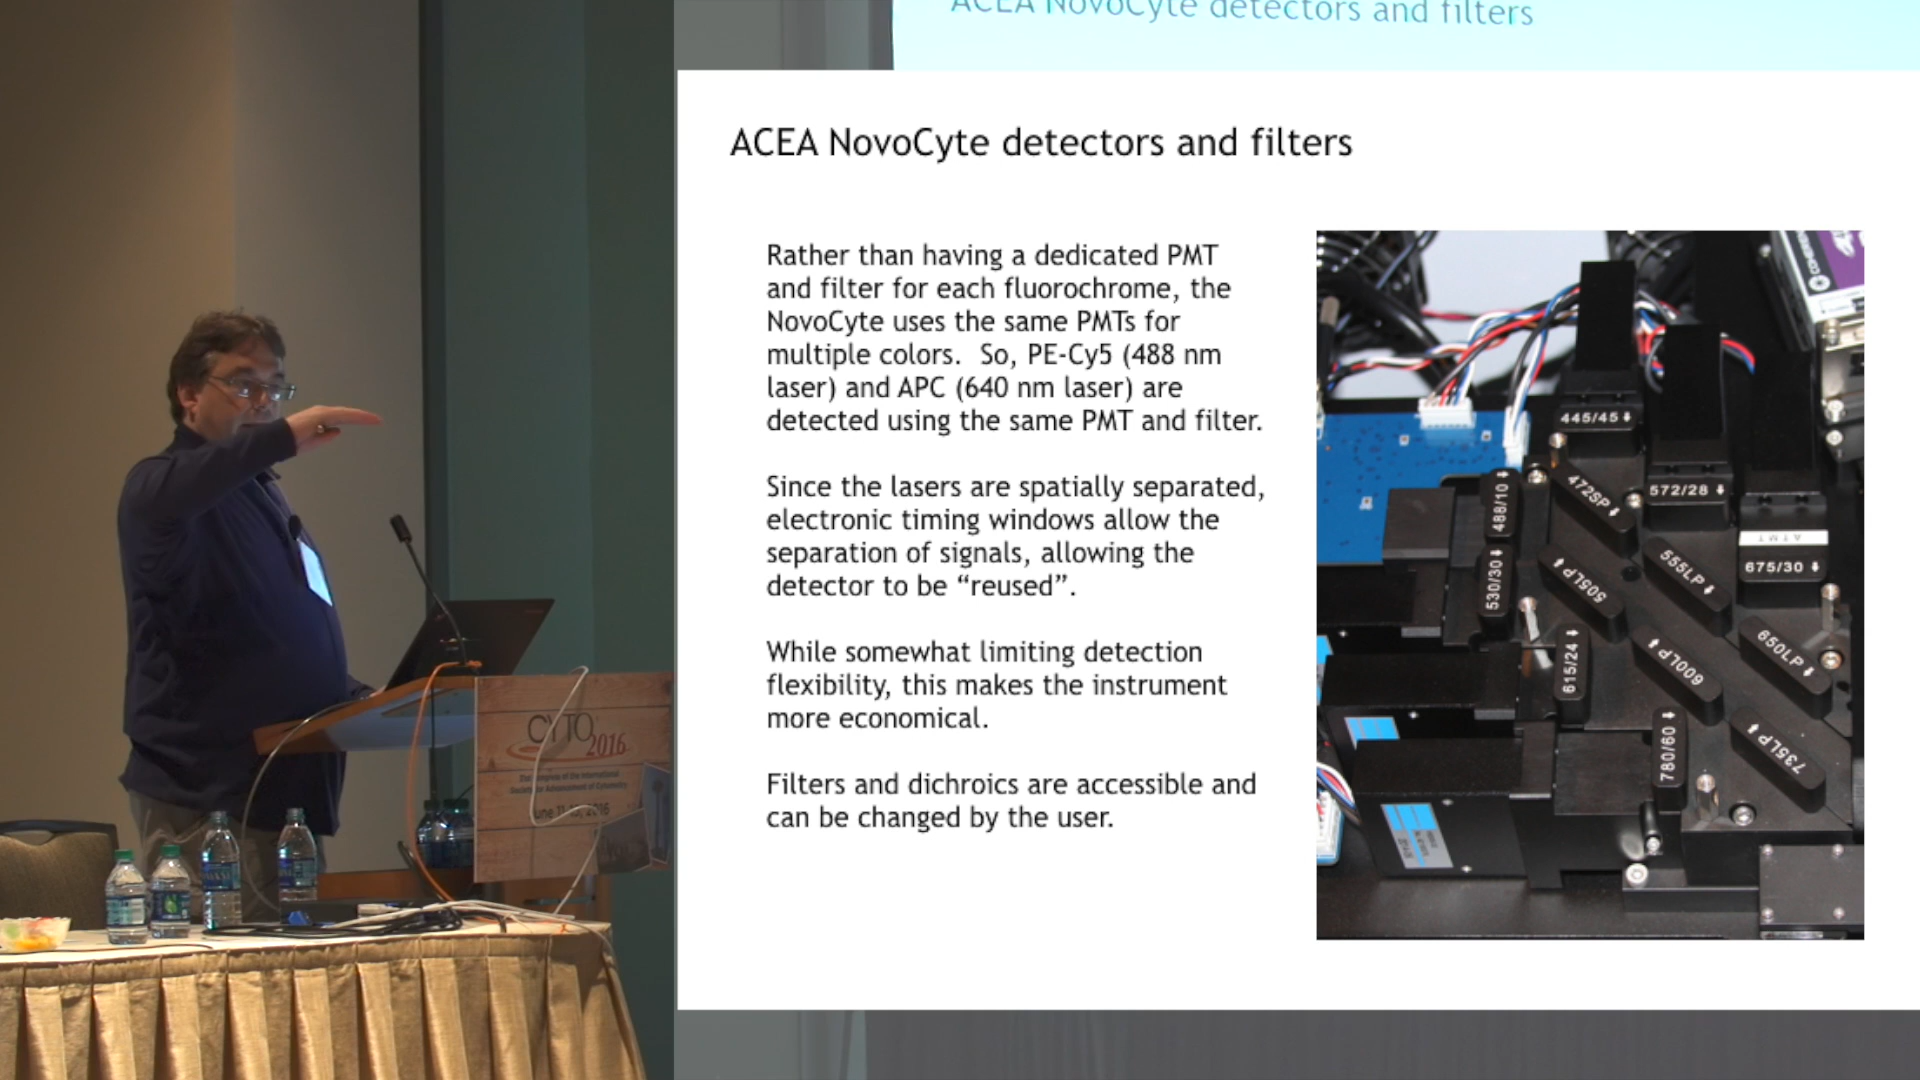 ACEA NovoCyte detectors and filters
ACEA NovoCyte detectors and filters
Rather than having a dedicated PMT
and filter for each fluorochrome, the
NovoCyte uses the same PMTs for
multiple colors.  So, PE-Cy5 (488 nm
laser) and APC (640 nm laser) are
detected using the same PMT and filter.
Since the lasers are spatially separated,
electronic timing windows allow the
separation of signals, allowing the
detector to be “reused”.
While somewhat limiting detection
flexibility, this makes the instrument
more economical.
Filters and dichroics are accessible and
can be changed by the user.
445/45
472SP
572/28
488/10
530/30
505LP
555LP
675/30
615/24
600LP
650LP
780/60
735LP
CYTO
2016